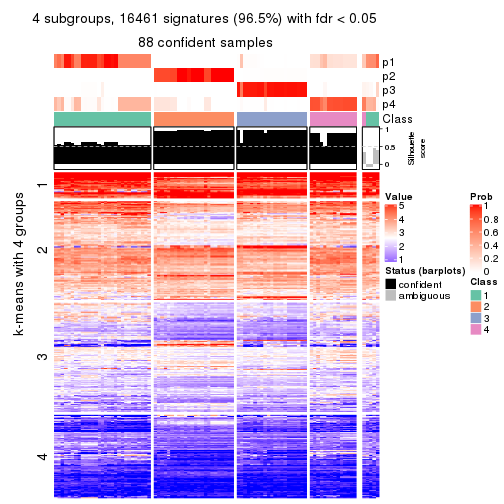 4 subgroups, 16461 signatures (96.5%) with fdr < 0.05
88 confident samples
p1
p2
p3
p4
Class
1
0.5
0
Silhouette
score
k-means with 4 groups
1
2
3
4
Value
5
4
3
2
1
Status (barplots)
confident
ambiguous
Prob
1
0.8
0.6
0.4
0.2
0
Class
1
2
3
4